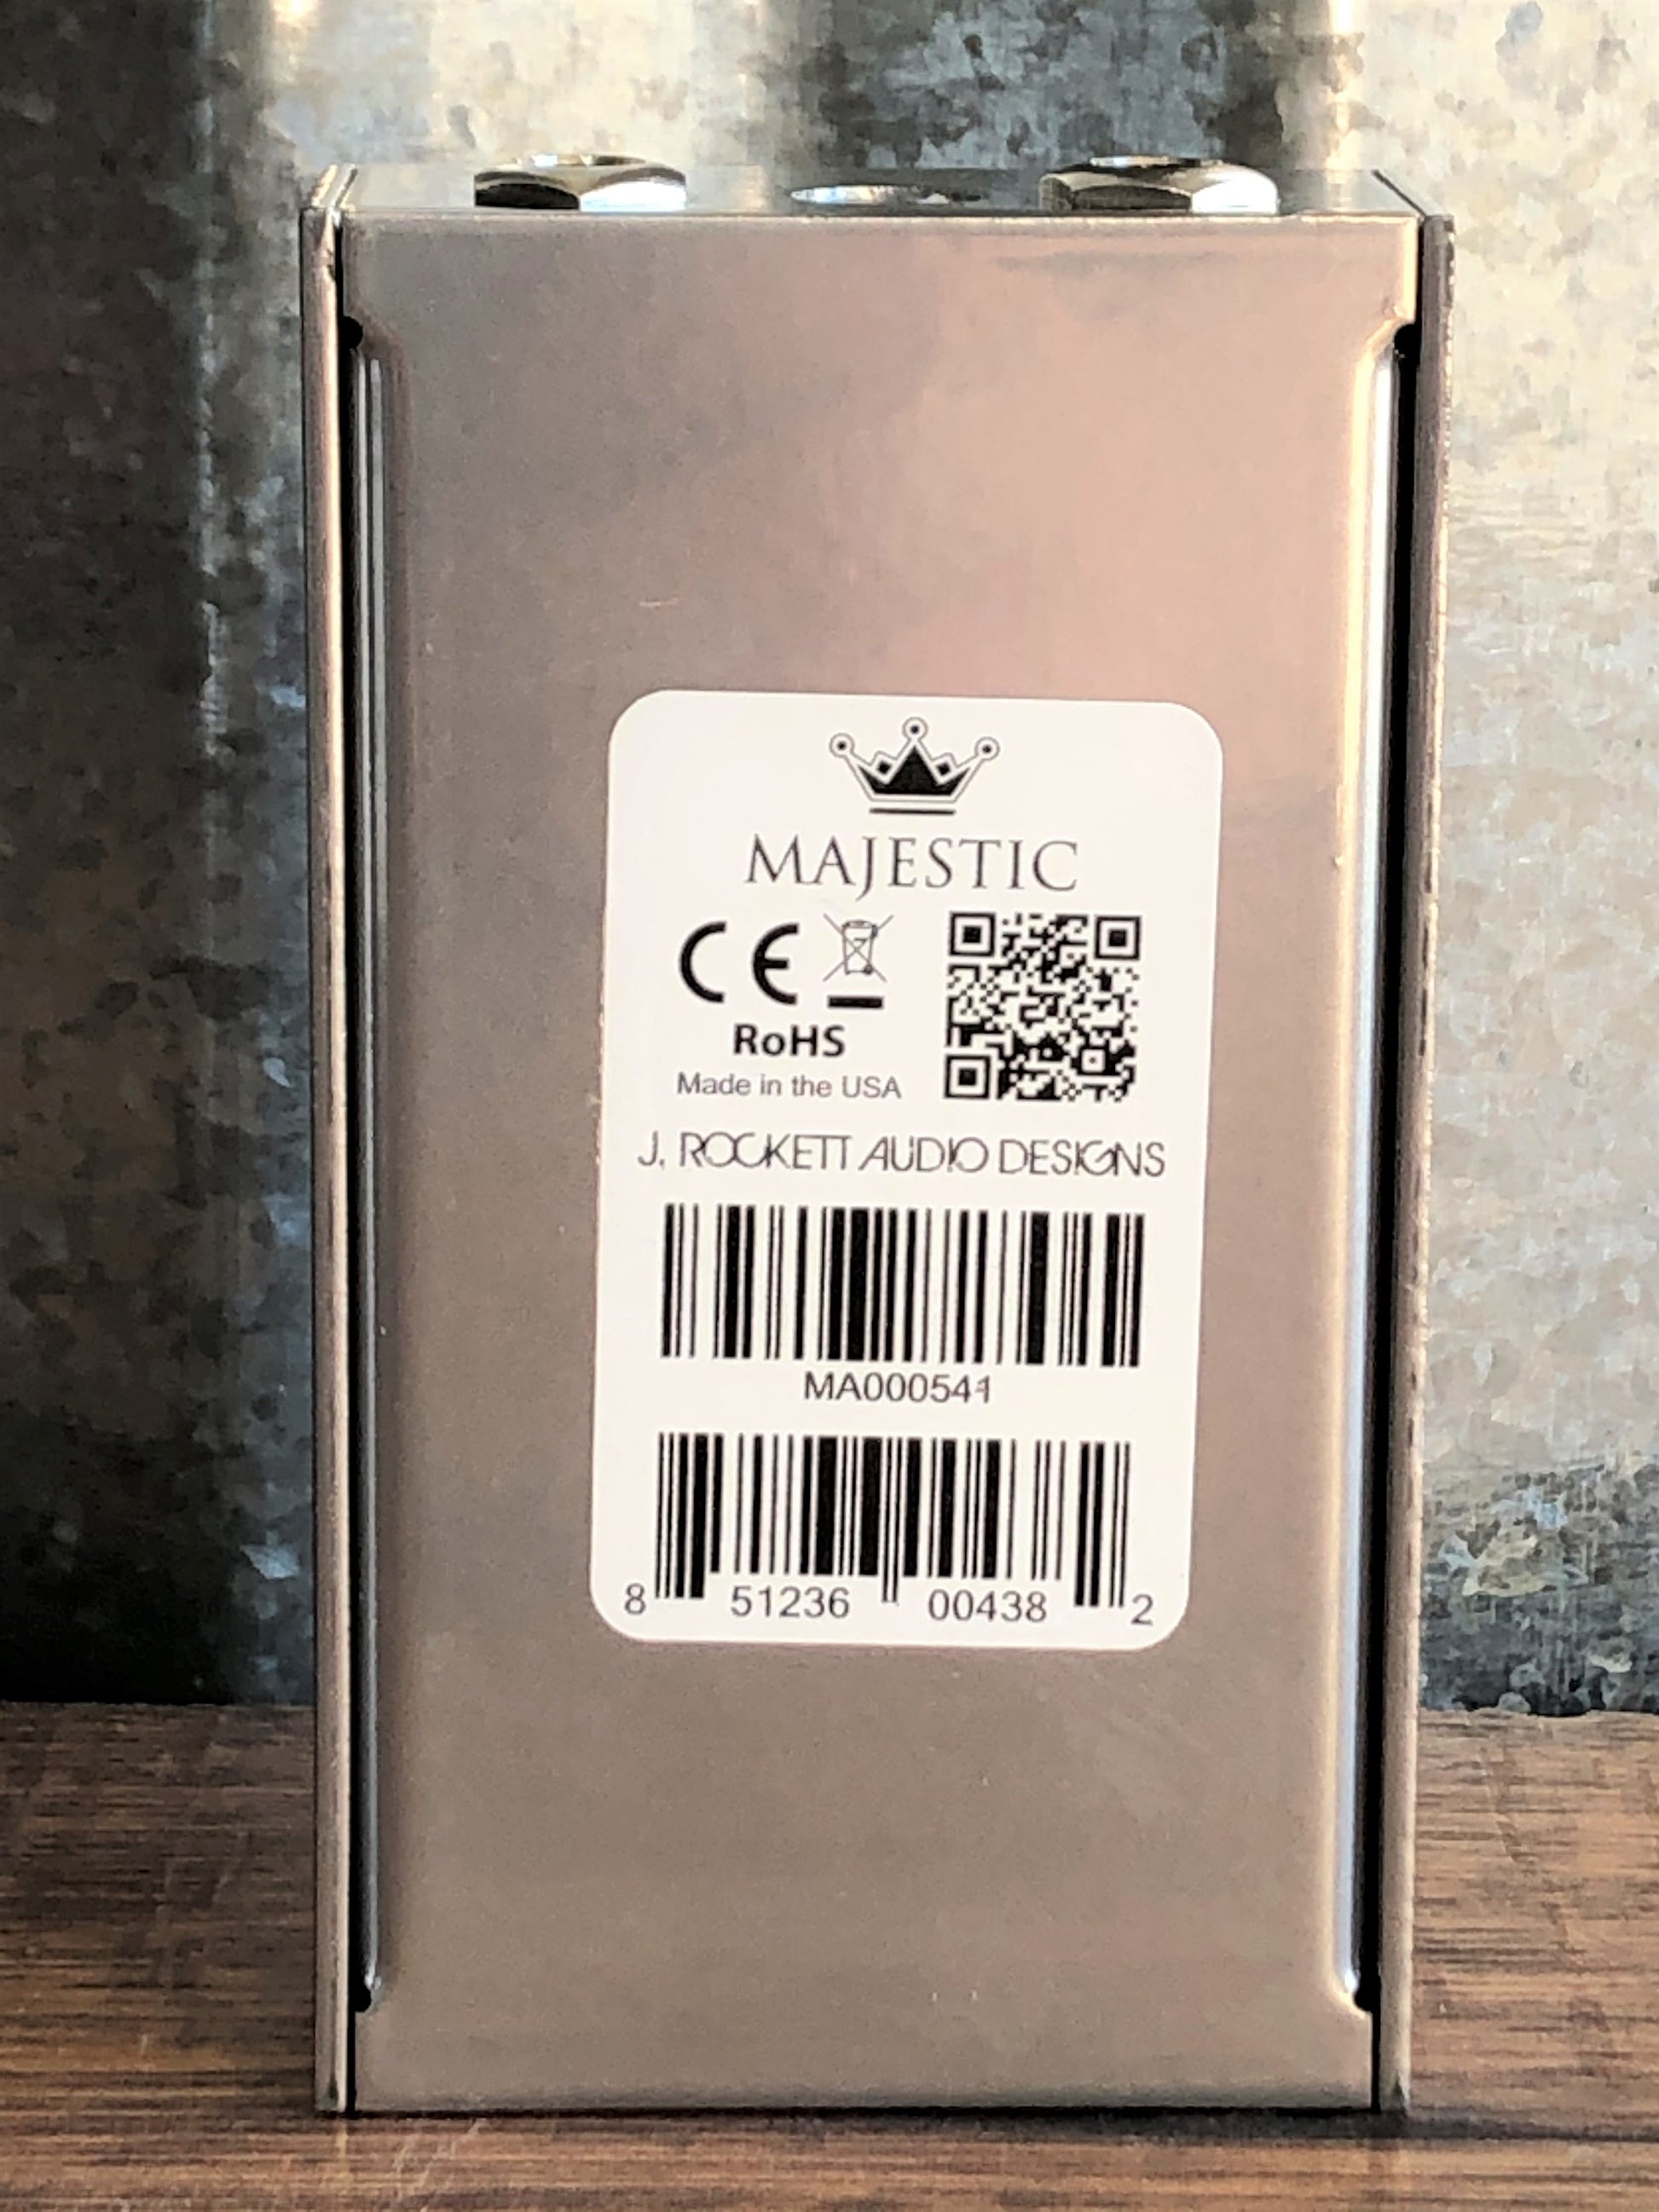 MAJESTIC
CE
RoHS
Made in the USA
J. ROCKETT AUDIO DESIGNS
MA000541
8 51236 00438 2